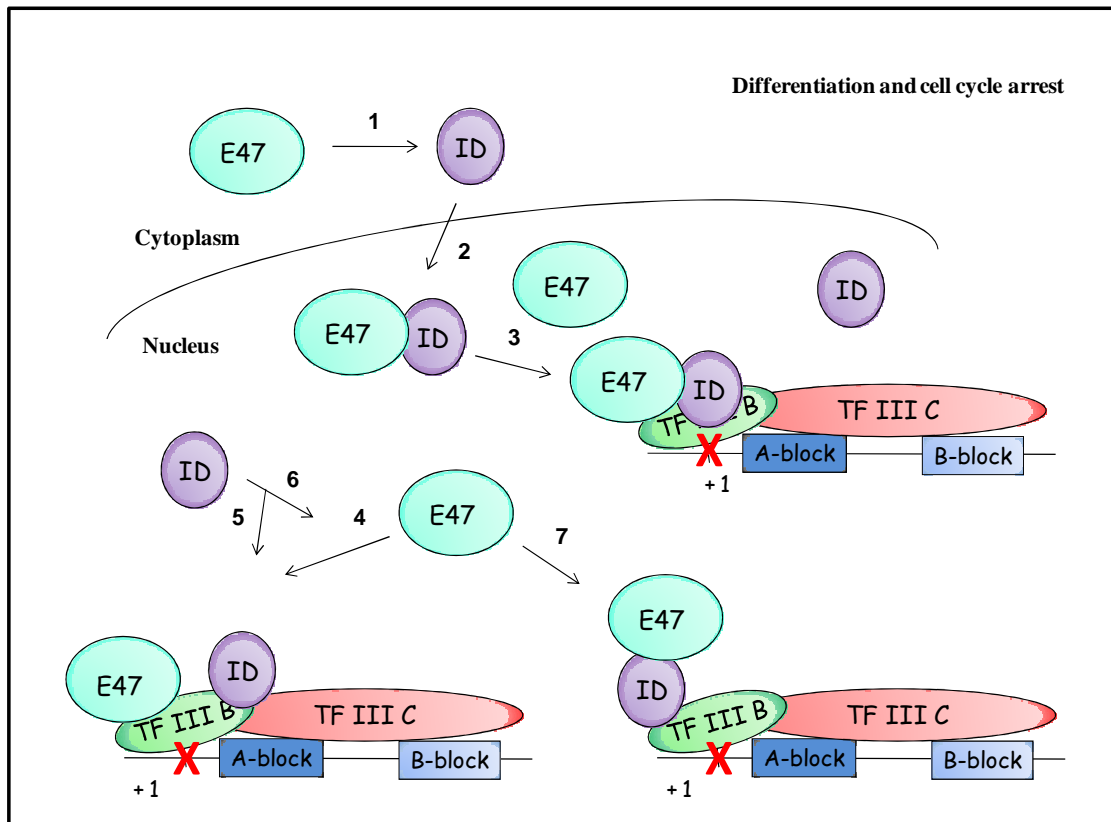 Differentiation and cell cycle arrest
1
E47
ID
Cytoplasm
2
E47
ID
Nucleus
E47
ID
3
E47
ID
TF B
TF III C
A-block
B-block
+ 1
ID
6
5
4
E47
7
E47
ID
TF III B
TF III C
A-block
B-block
+ 1
E47
ID
TF III B
TF III C
A-block
B-block
+ 1